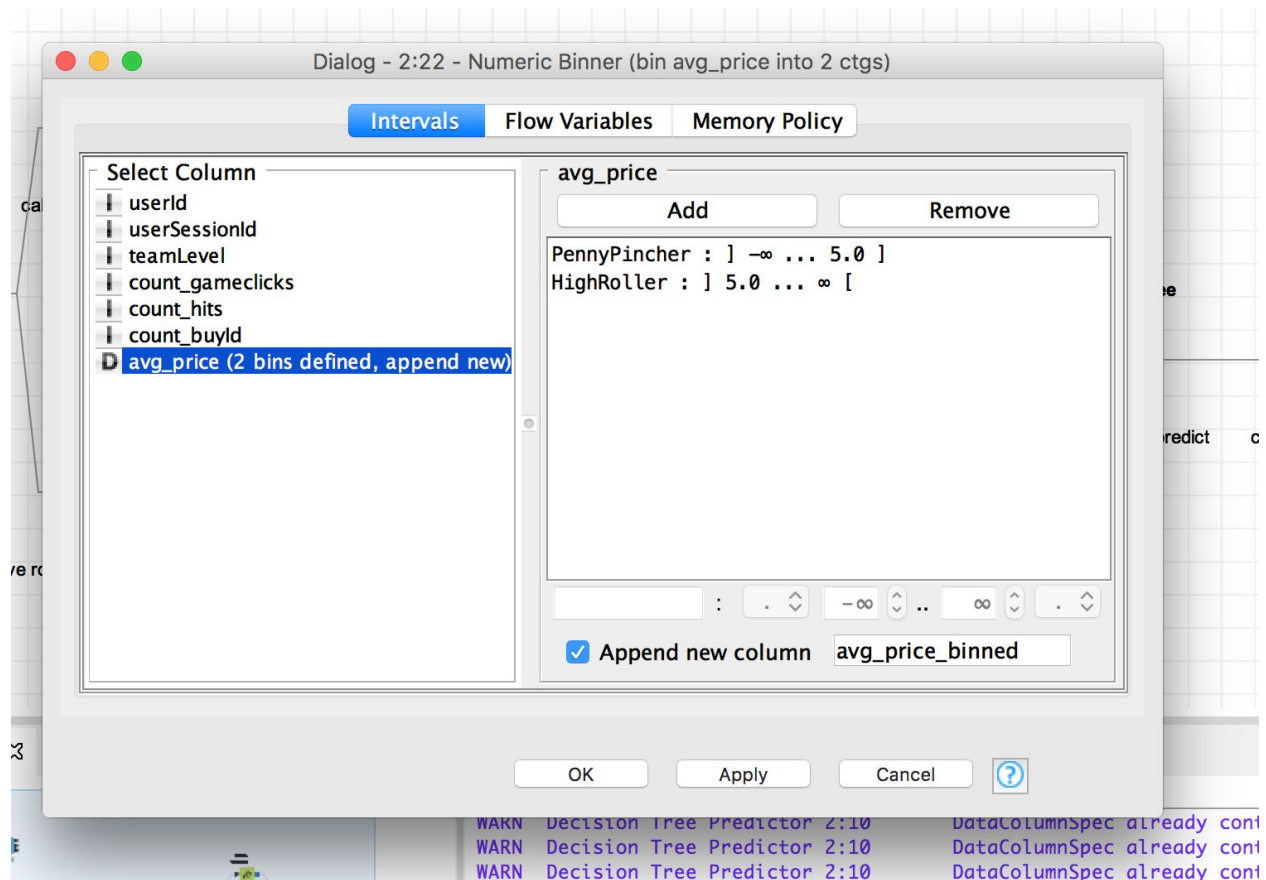 Dialog - 2:22 - Numeric Binner (bin avg_price into 2 ctgs)
Intervals Flow Variables Memory Policy
Select Column
I userId
I userSessionId
I teamLevel
I count_gameclicks
I count_hits
I count_buyId
D avg_price (2 bins defined, append new)
avg_price
Add Remove
PennyPincher : ] -∞ ... 5.0 ]
HighRoller : ] 5.0 ... ∞ [
: . -∞ .. ∞ .
Append new column avg_price_binned
OK Apply Cancel ?
WARN Decision Tree Predictor 2:10 DataColumnSpec already cont
WARN Decision Tree Predictor 2:10 DataColumnSpec already cont
WARN Decision Tree Predictor 2:10 DataColumnSpec already cont